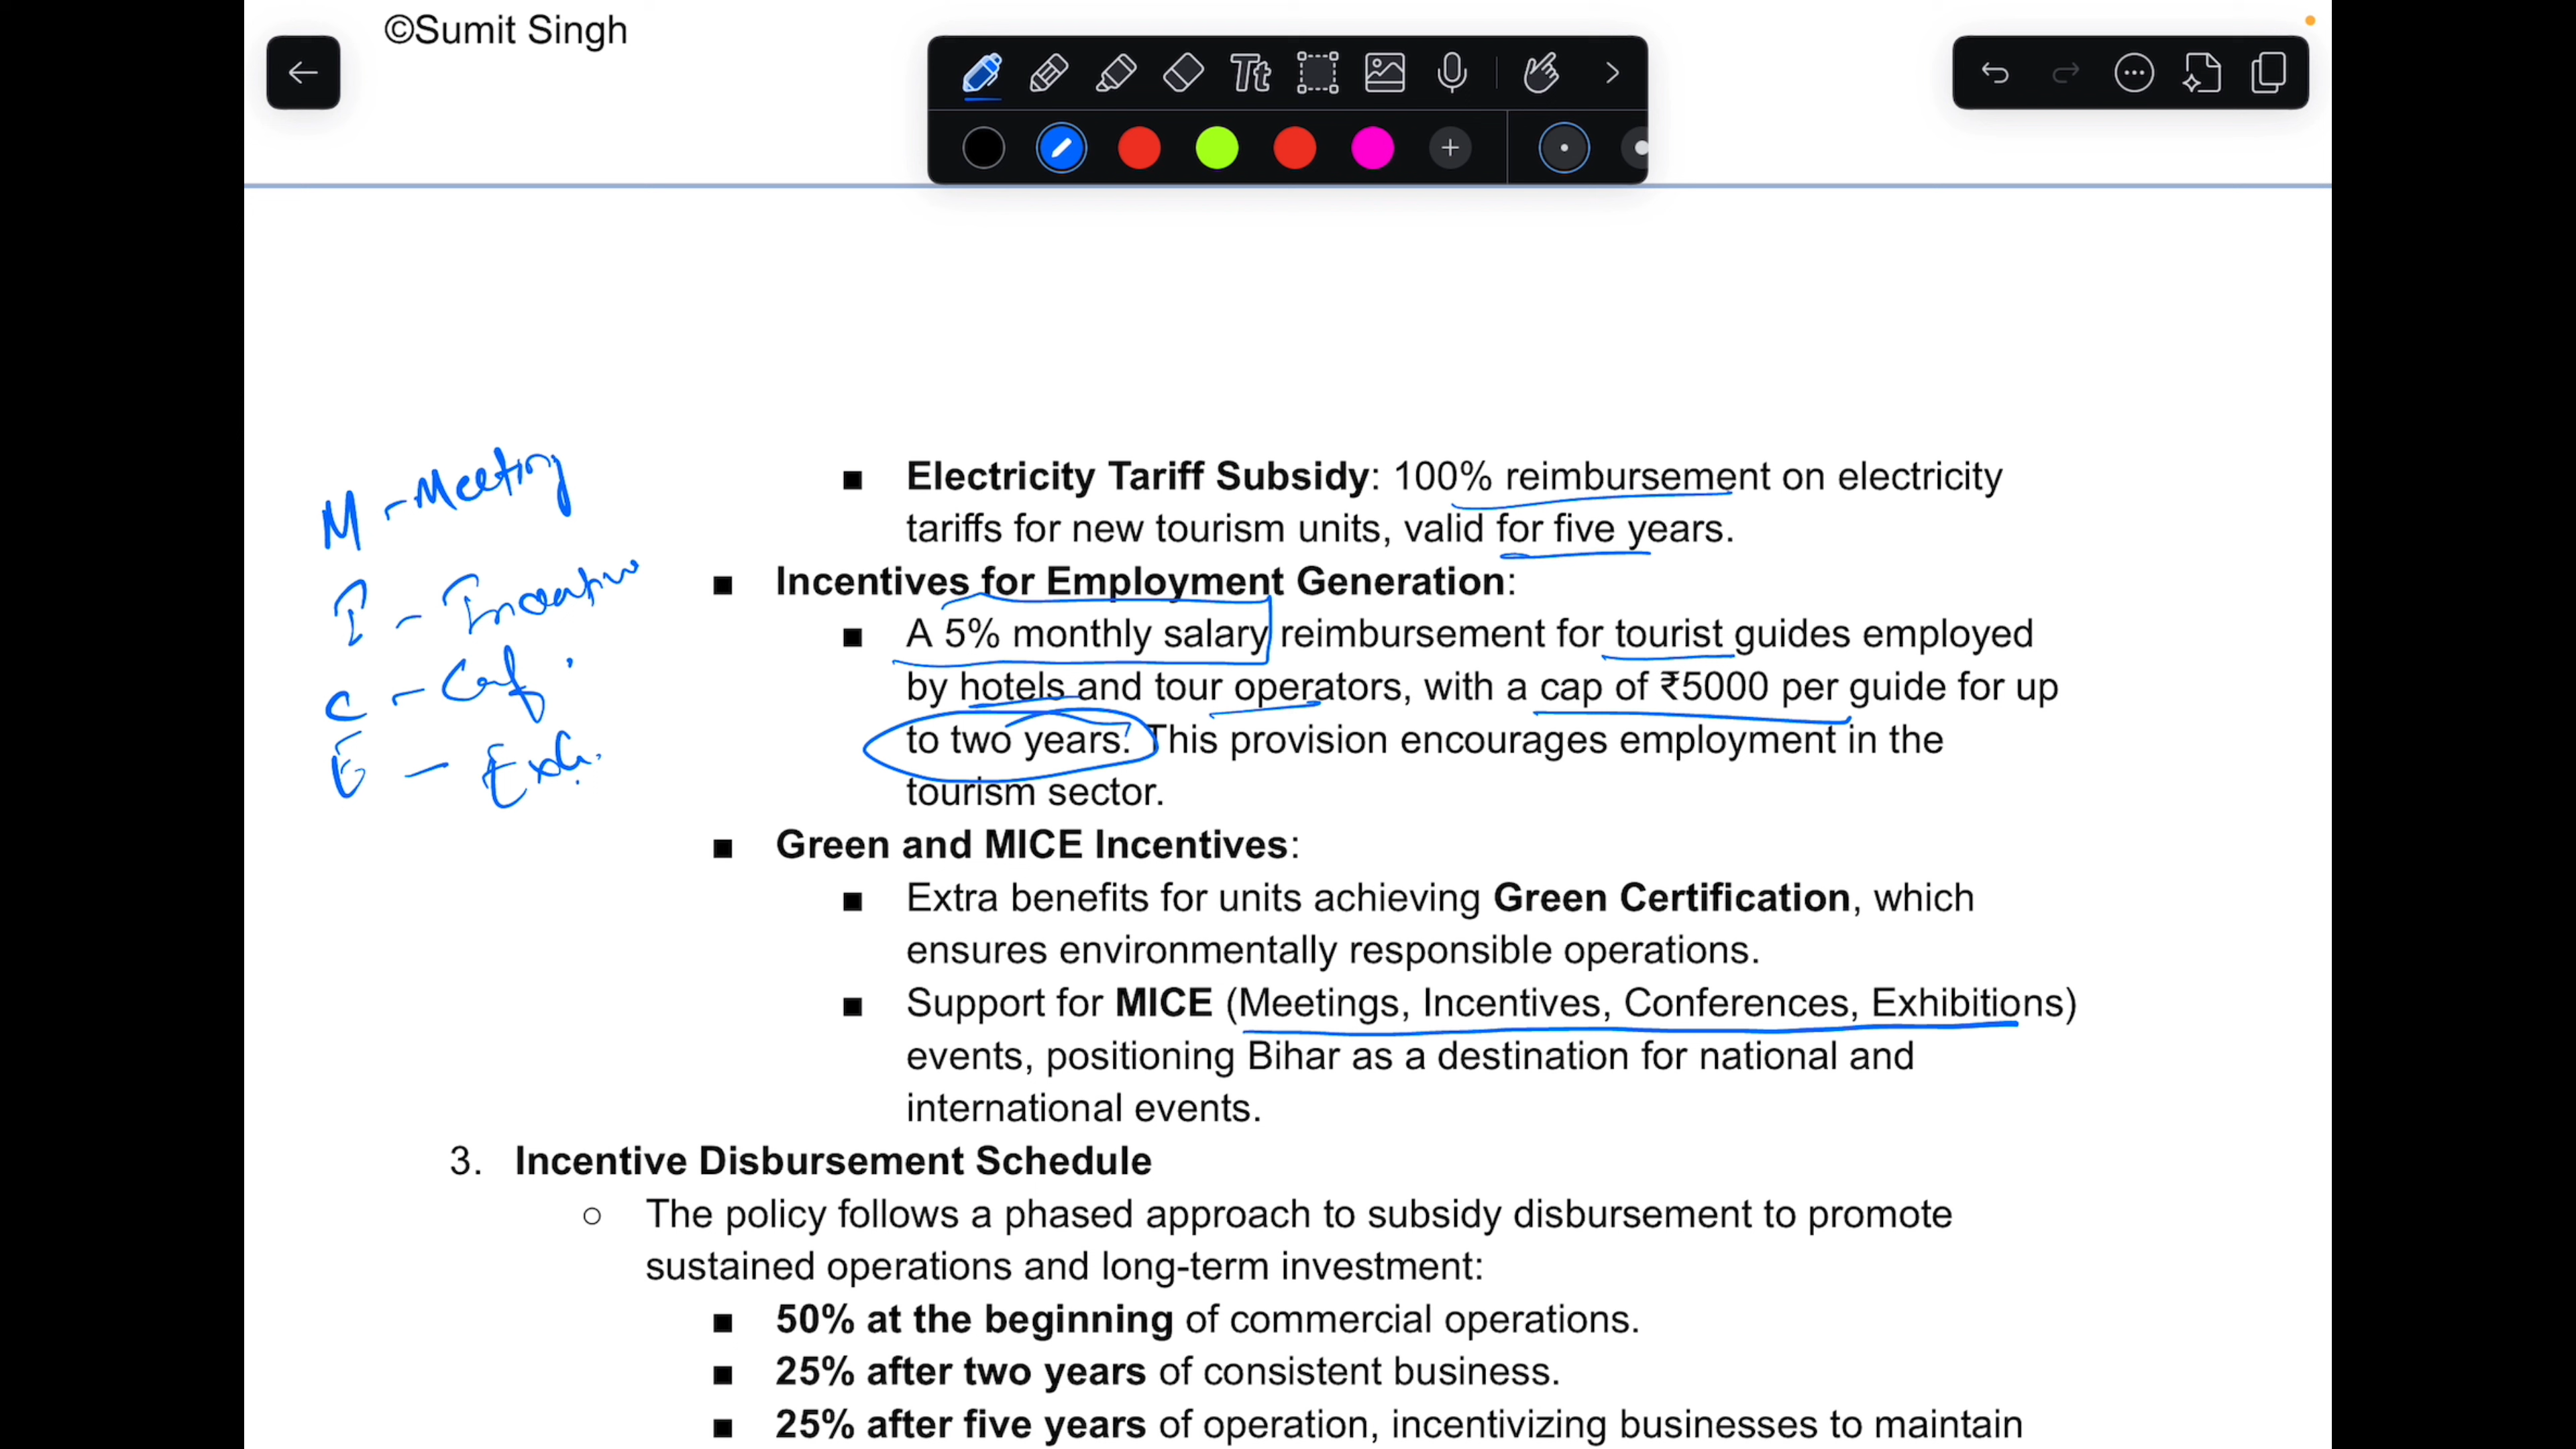 ©Sumit Singh
Tt
M - Meeting
I - Incentive
C - Conf.
E - Exh.
■ Electricity Tariff Subsidy: 100% reimbursement on electricity
tariffs for new tourism units, valid for five years.
■ Incentives for Employment Generation:
■ A 5% monthly salary reimbursement for tourist guides employed
by hotels and tour operators, with a cap of ₹5000 per guide for up
to two years. This provision encourages employment in the
tourism sector.
■ Green and MICE Incentives:
■ Extra benefits for units achieving Green Certification, which
ensures environmentally responsible operations.
■ Support for MICE (Meetings, Incentives, Conferences, Exhibitions)
events, positioning Bihar as a destination for national and
international events.
3. Incentive Disbursement Schedule
○ The policy follows a phased approach to subsidy disbursement to promote
sustained operations and long-term investment:
■ 50% at the beginning of commercial operations.
■ 25% after two years of consistent business.
■ 25% after five years of operation, incentivizing businesses to maintain